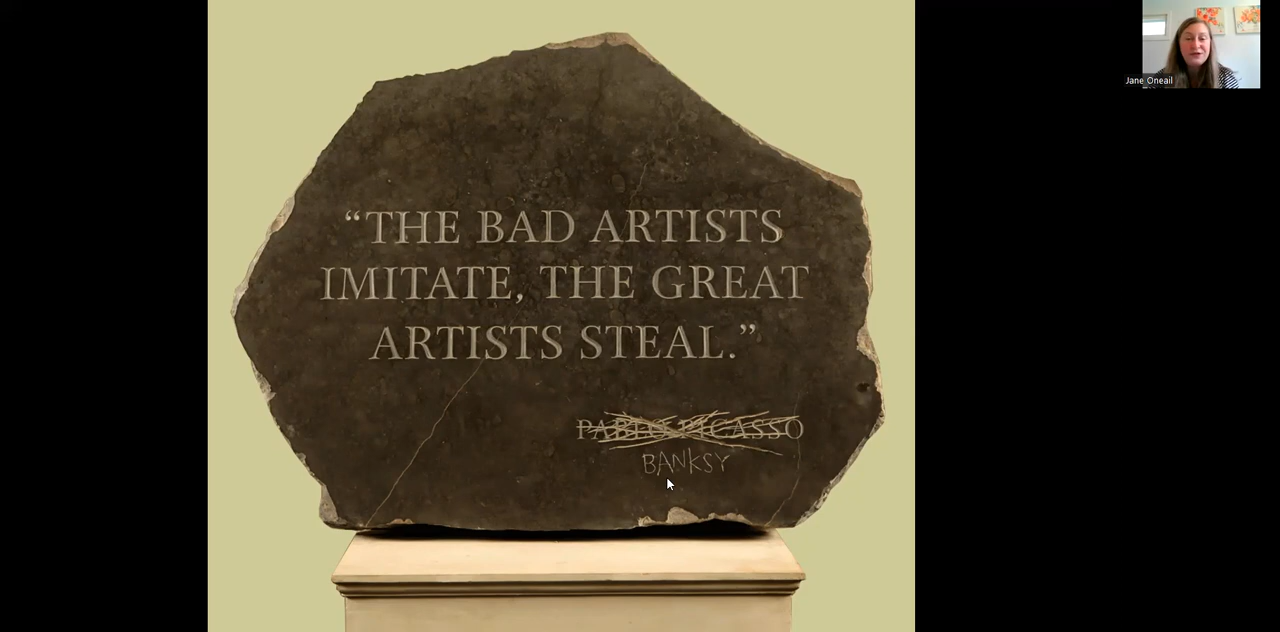 “THE BAD ARTISTS
IMITATE, THE GREAT
ARTISTS STEAL.”
PABLO PICASSO
BANKSY
Jane Oneail